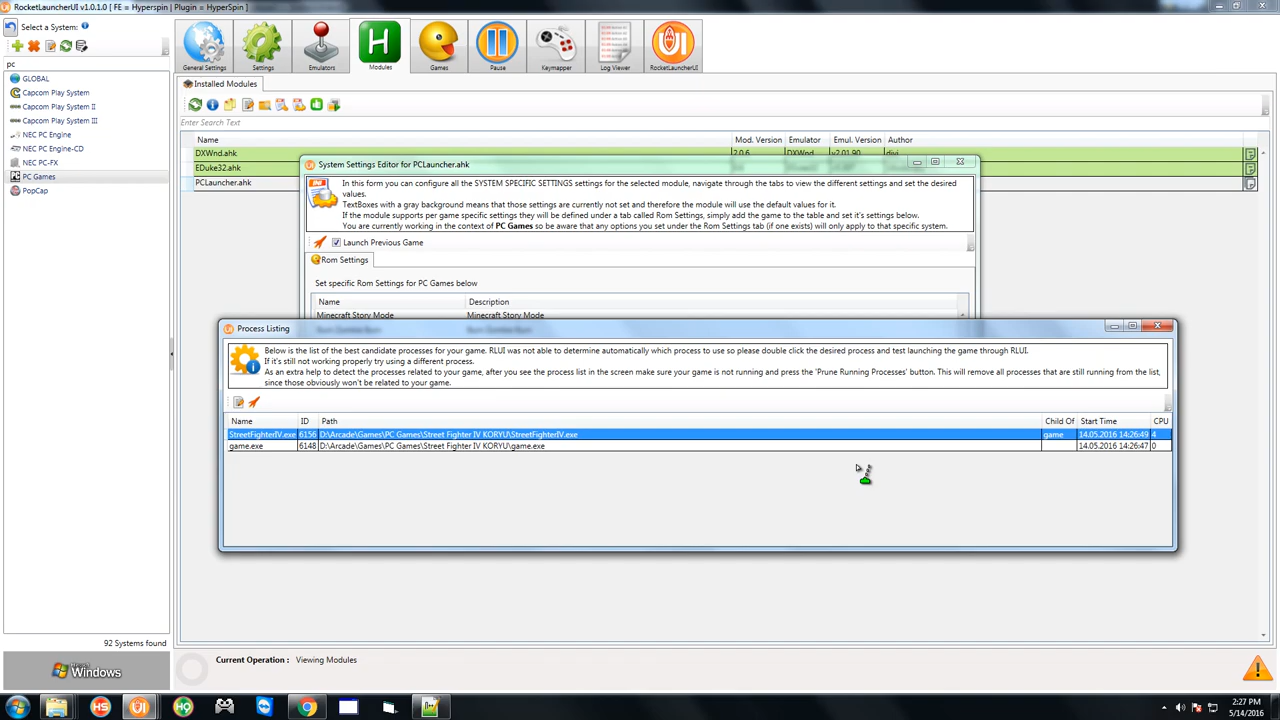 RocketLauncherUI v1.0.1.0 [ FE = Hyperspin | Plugin = HyperSpin ]
Select a System:
pc
GLOBAL
Capcom Play System
Capcom Play System II
Capcom Play System III
NEC PC Engine
NEC PC Engine-CD
NEC PC-FX
PC Games
PopCap
92 Systems found
Windows
General Settings
Settings
Emulators
Modules
Games
Pause
Keymapper
Log Viewer
RocketLauncherUI
Installed Modules
Enter Search Text
Name Mod. Version Emulator Emul. Version Author
DXWnd.ahk 2.0.6 DXWnd v2.01.90 djvj
EDuke32.ahk
PCLauncher.ahk
System Settings Editor for PCLauncher.ahk
In this form you can configure all the SYSTEM SPECIFIC SETTINGS settings for the selected module, navigate through the tabs to view the different settings and set the desired
values.
TextBoxes with a gray background means that those settings are currently not set and therefore the module will use the default values for it.
If the module supports per game specific settings they will be defined under a tab called Rom Settings, simply add the game to the table and set it's settings below.
You are currently working in the context of PC Games so be aware that any options you set under the Rom Settings tab (if one exists) will only apply to that specific system.
Launch Previous Game
Rom Settings
Set specific Rom Settings for PC Games below
Name Description
Minecraft Story Mode Minecraft Story Mode
Process Listing
Below is the list of the best candidate processes for your game. RLUI was not able to determine automatically which process to use so please double click the desired process and test launching the game through RLUI.
If it's still not working properly try using a different process.
As an extra help to detect the processes related to your game, after you see the process list in the screen make sure your game is not running and press the 'Prune Running Processes' button. This will remove all processes that are still running from the list,
since those obviously won't be related to your game.
Name ID Path Child Of Start Time CPU
StreetFighterIV.exe 6156 D:\Arcade\Games\PC Games\Street Fighter IV KORYU\StreetFighterIV.exe game 14.05.2016 14:26:49 4
game.exe 6148 D:\Arcade\Games\PC Games\Street Fighter IV KORYU\game.exe 14.05.2016 14:26:47 0
Current Operation : Viewing Modules
2:27 PM
5/14/2016